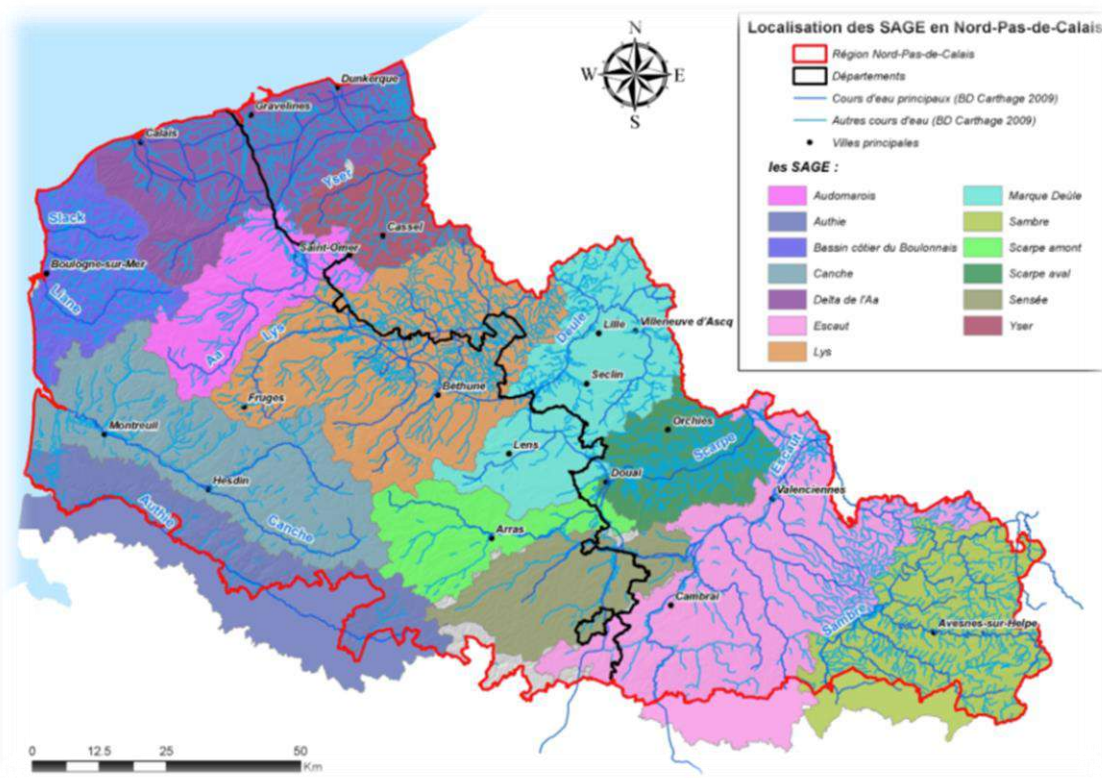 Localisation des SAGE en Nord-Pas-de-Calais
Région Nord-Pas-de-Calais
Départements
Cours d'eau principaux (BD Carthage 2009)
Autres cours d'eau (BD Carthage 2009)
Villes principales
les SAGE :
Audomarois
Authie
Bassin côtier du Boulonnais
Canche
Delta de l'Aa
Escaut
Lys
Marque Deûle
Sambre
Scarpe amont
Scarpe aval
Sensée
Yser
N
W
E
S
Dunkerque
Gravelines
Calais
Yser
Slack
Cassel
Saint-Omer
Boulogne-sur-Mer
Liane
Aa
Lys
Deûle
Lille
Villeneuve d'Ascq
Seclin
Béthune
Fruges
Montreuil
Orchies
Scarpe
Escaut
Lens
Douai
Hesdin
Valenciennes
Authie
Canche
Arras
Cambrai
Sambre
Avesnes-sur-Helpe
0
12.5
25
50
Km